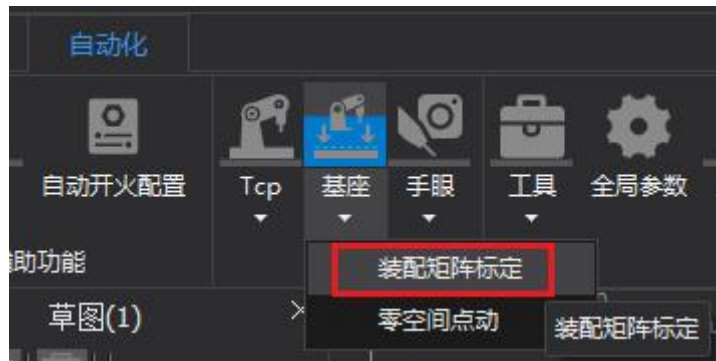 自动化
自动开火配置
Tcp
基座
手眼
工具
全局参数
助功能
装配矩阵标定
草图(1)
零空间点动
装配矩阵标定